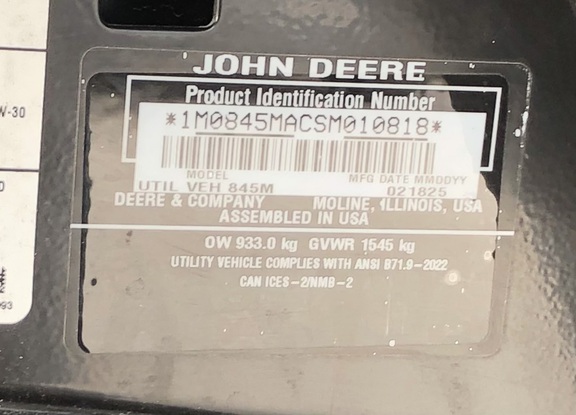 JOHN DEERE
Product Identification Number
*1M0845MACSM010818*
MODEL MFG DATE MMDDYY
UTIL VEH 845M 021825
DEERE & COMPANY MOLINE, ILLINOIS, USA
ASSEMBLED IN USA
OW 933.0 kg GVWR 1545 kg
UTILITY VEHICLE COMPLIES WITH ANSI B71.9-2022
CAN ICES-2/NMB-2
W-30